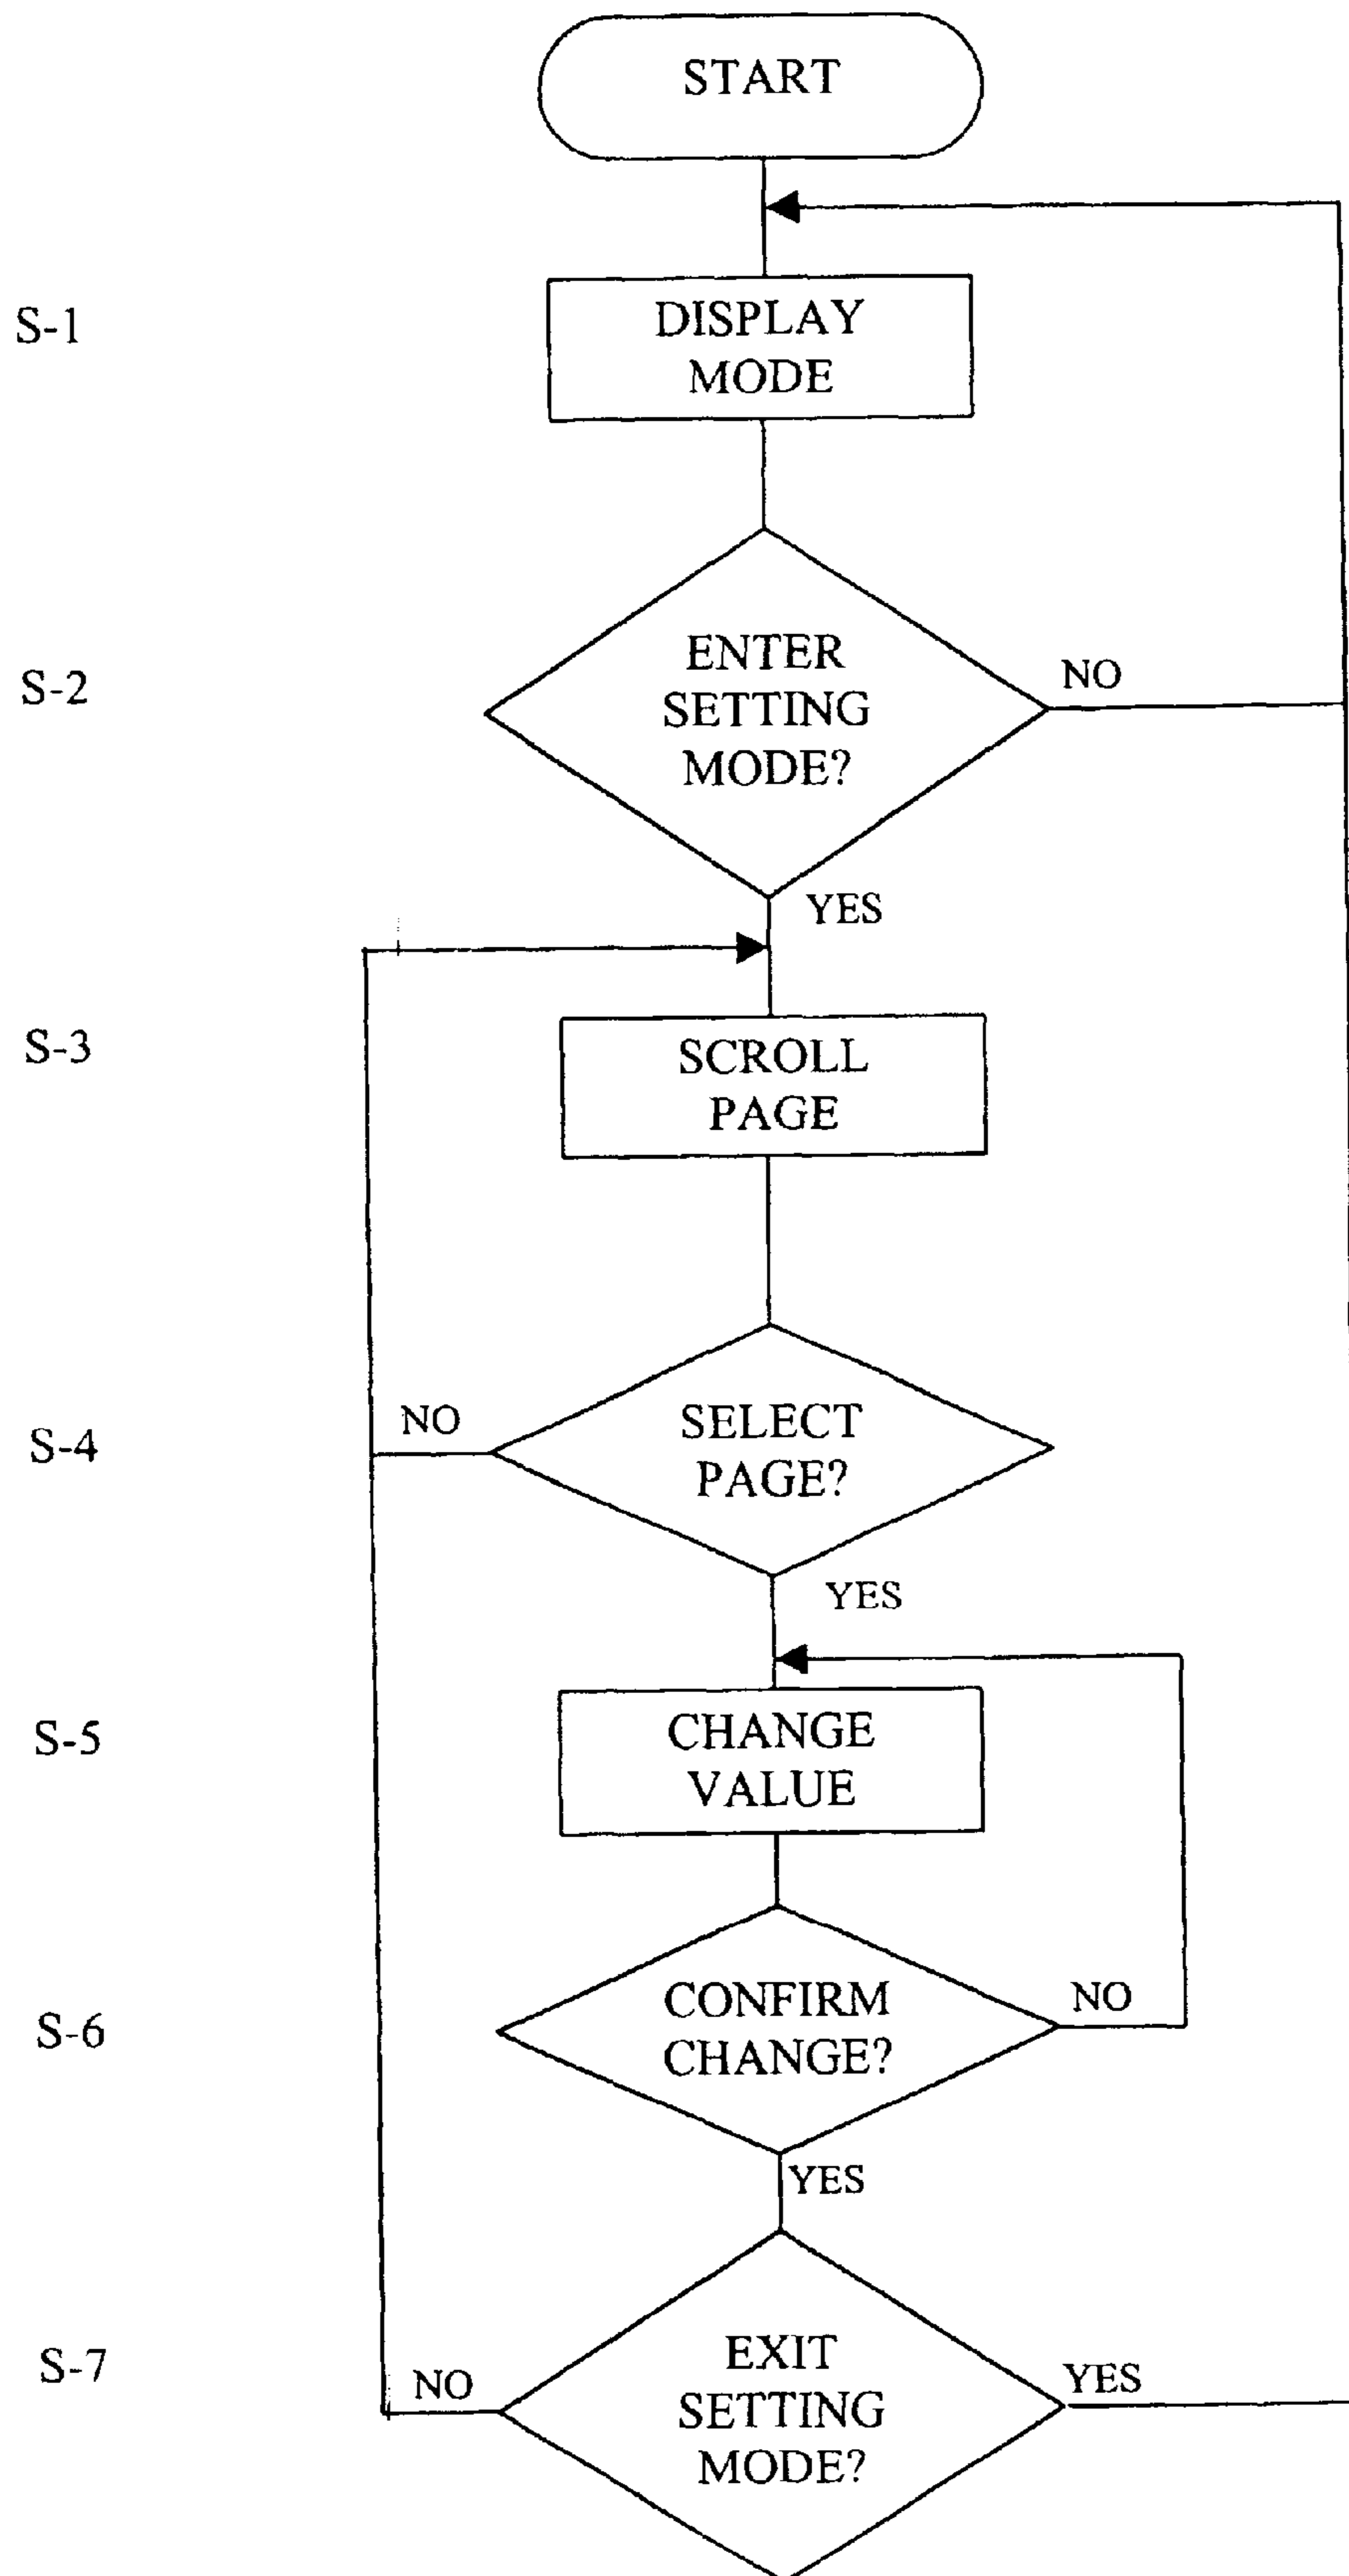 START
S-1
DISPLAY
MODE
S-2
ENTER
SETTING
MODE?
NO
YES
S-3
SCROLL
PAGE
S-4
NO
SELECT
PAGE?
YES
S-5
CHANGE
VALUE
S-6
CONFIRM
CHANGE?
NO
YES
S-7
NO
EXIT
SETTING
MODE?
YES